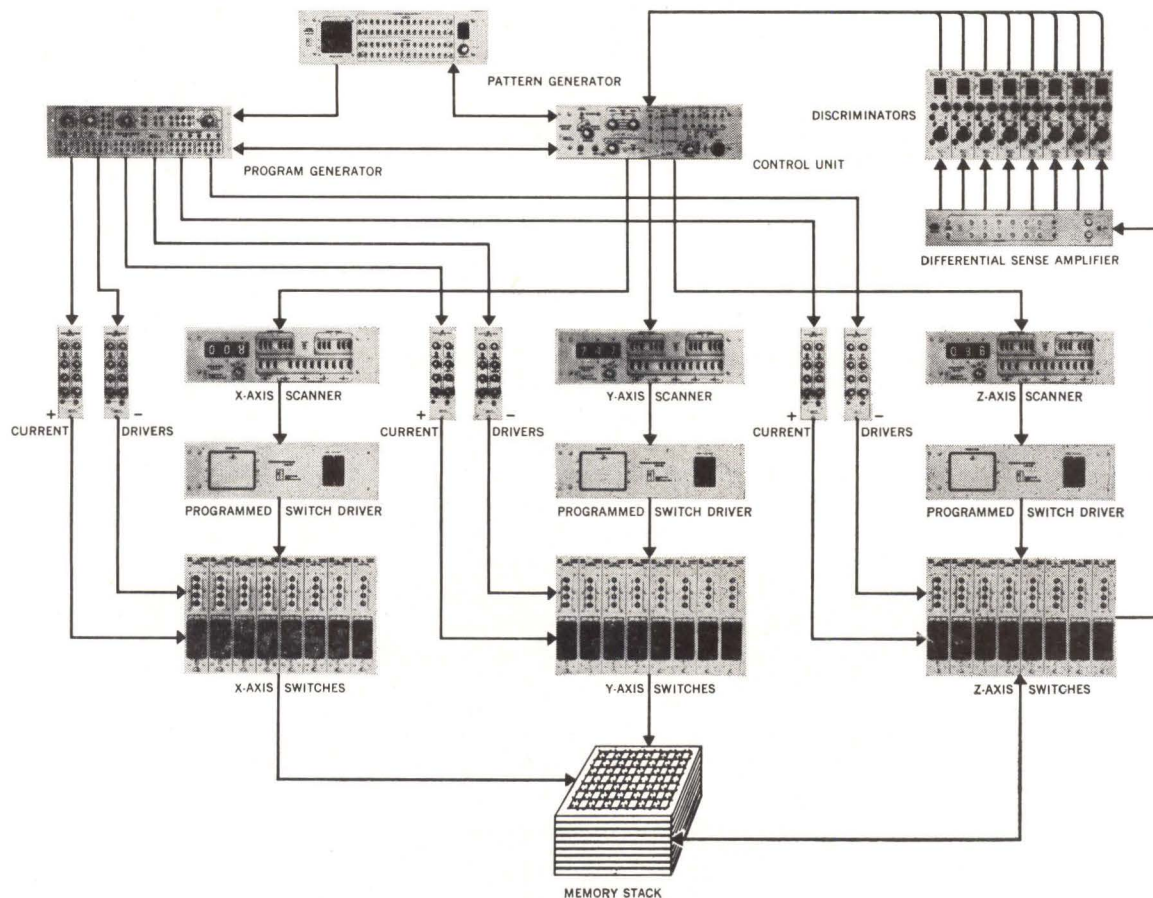 PATTERN GENERATOR
DISCRIMINATORS
PROGRAM GENERATOR
CONTROL UNIT
DIFFERENTIAL SENSE AMPLIFIER
X-AXIS SCANNER
Y-AXIS SCANNER
Z-AXIS SCANNER
+ −
CURRENT DRIVERS
+ −
CURRENT DRIVERS
+ −
CURRENT DRIVERS
PROGRAMMED SWITCH DRIVER
PROGRAMMED SWITCH DRIVER
PROGRAMMED SWITCH DRIVER
X-AXIS SWITCHES
Y-AXIS SWITCHES
Z-AXIS SWITCHES
MEMORY STACK